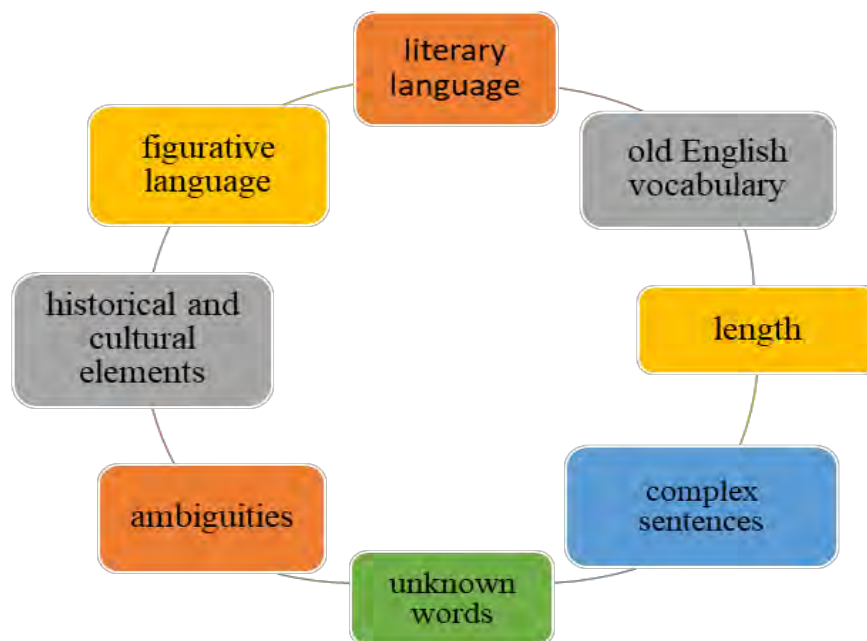 literary
language
old English
vocabulary
length
complex
sentences
unknown
words
ambiguities
historical and
cultural
elements
figurative
language